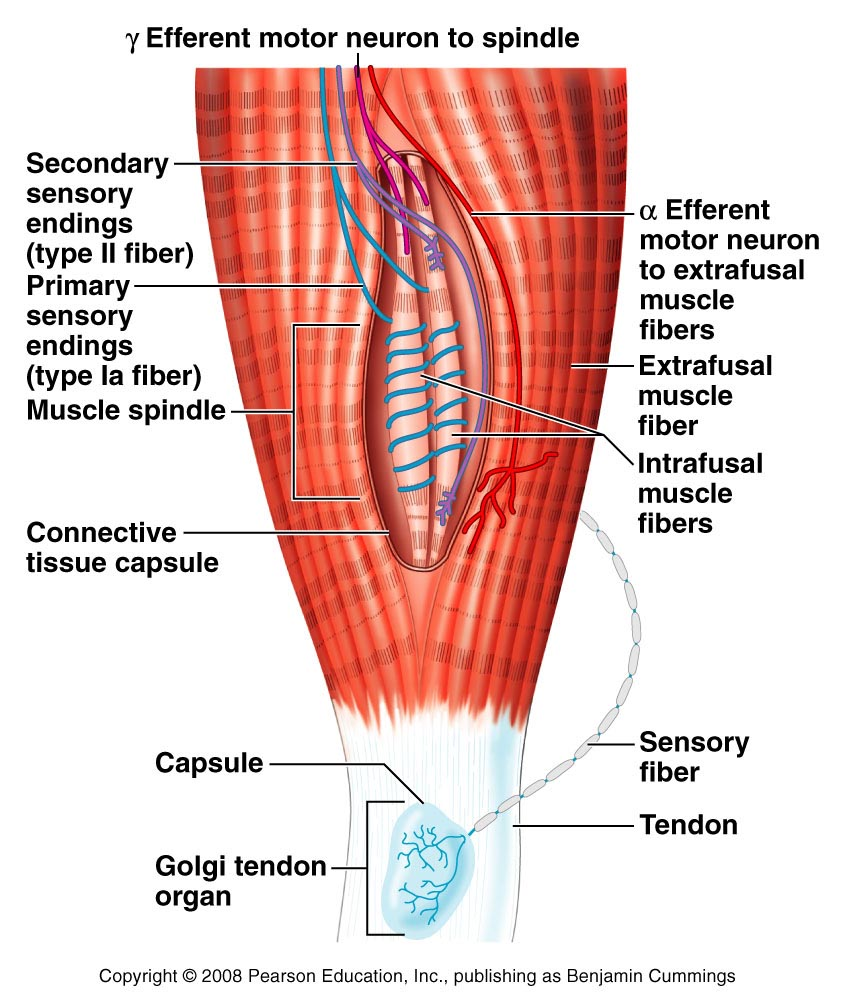 γ Efferent motor neuron to spindle
Secondary
sensory
endings
(type II fiber)
Primary
sensory
endings
(type Ia fiber)
Muscle spindle
Connective
tissue capsule
α Efferent
motor neuron
to extrafusal
muscle
fibers
Extrafusal
muscle
fiber
Intrafusal
muscle
fibers
Capsule
Golgi tendon
organ
Sensory
fiber
Tendon
Copyright © 2008 Pearson Education, Inc., publishing as Benjamin Cummings